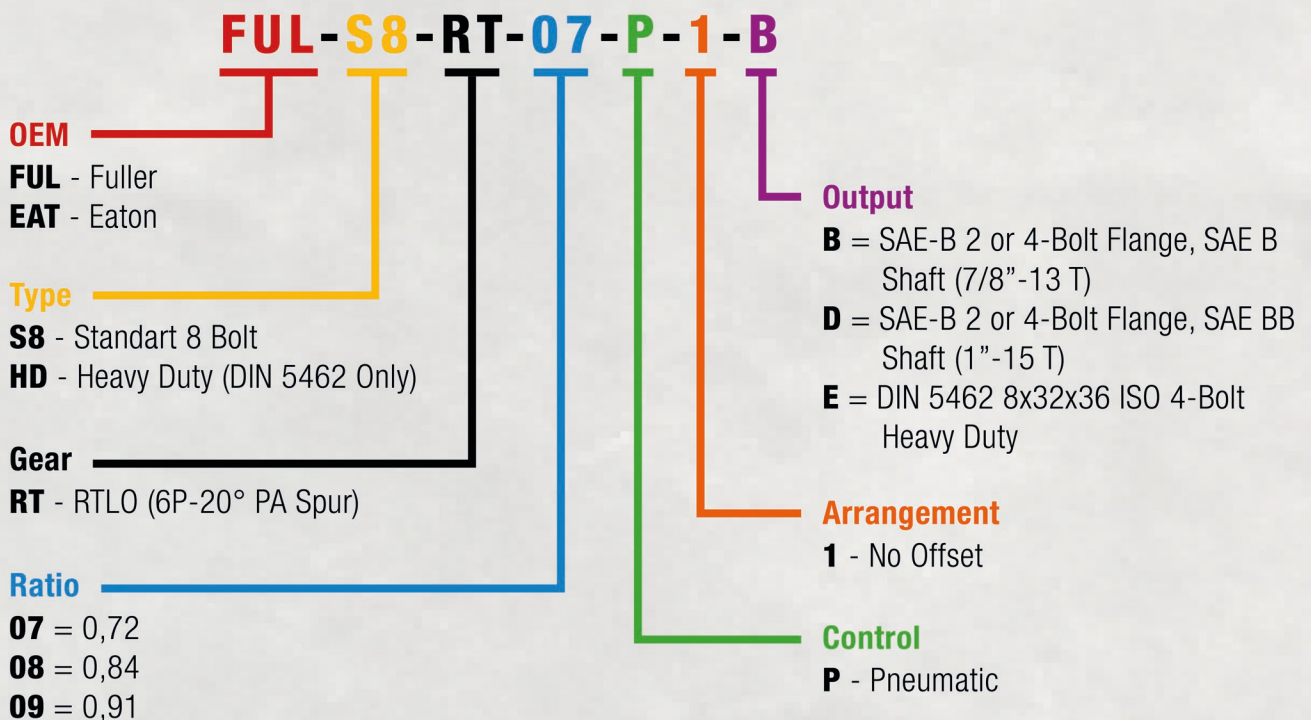 FUL-S8-RT-07-P-1-B
OEM
FUL - Fuller
EAT - Eaton
Type
S8 - Standart 8 Bolt
HD - Heavy Duty (DIN 5462 Only)
Gear
RT - RTLO (6P-20° PA Spur)
Ratio
07 = 0,72
08 = 0,84
09 = 0,91
Output
B = SAE-B 2 or 4-Bolt Flange, SAE B
Shaft (7/8”-13 T)
D = SAE-B 2 or 4-Bolt Flange, SAE BB
Shaft (1”-15 T)
E = DIN 5462 8x32x36 ISO 4-Bolt
Heavy Duty
Arrangement
1 - No Offset
Control
P - Pneumatic